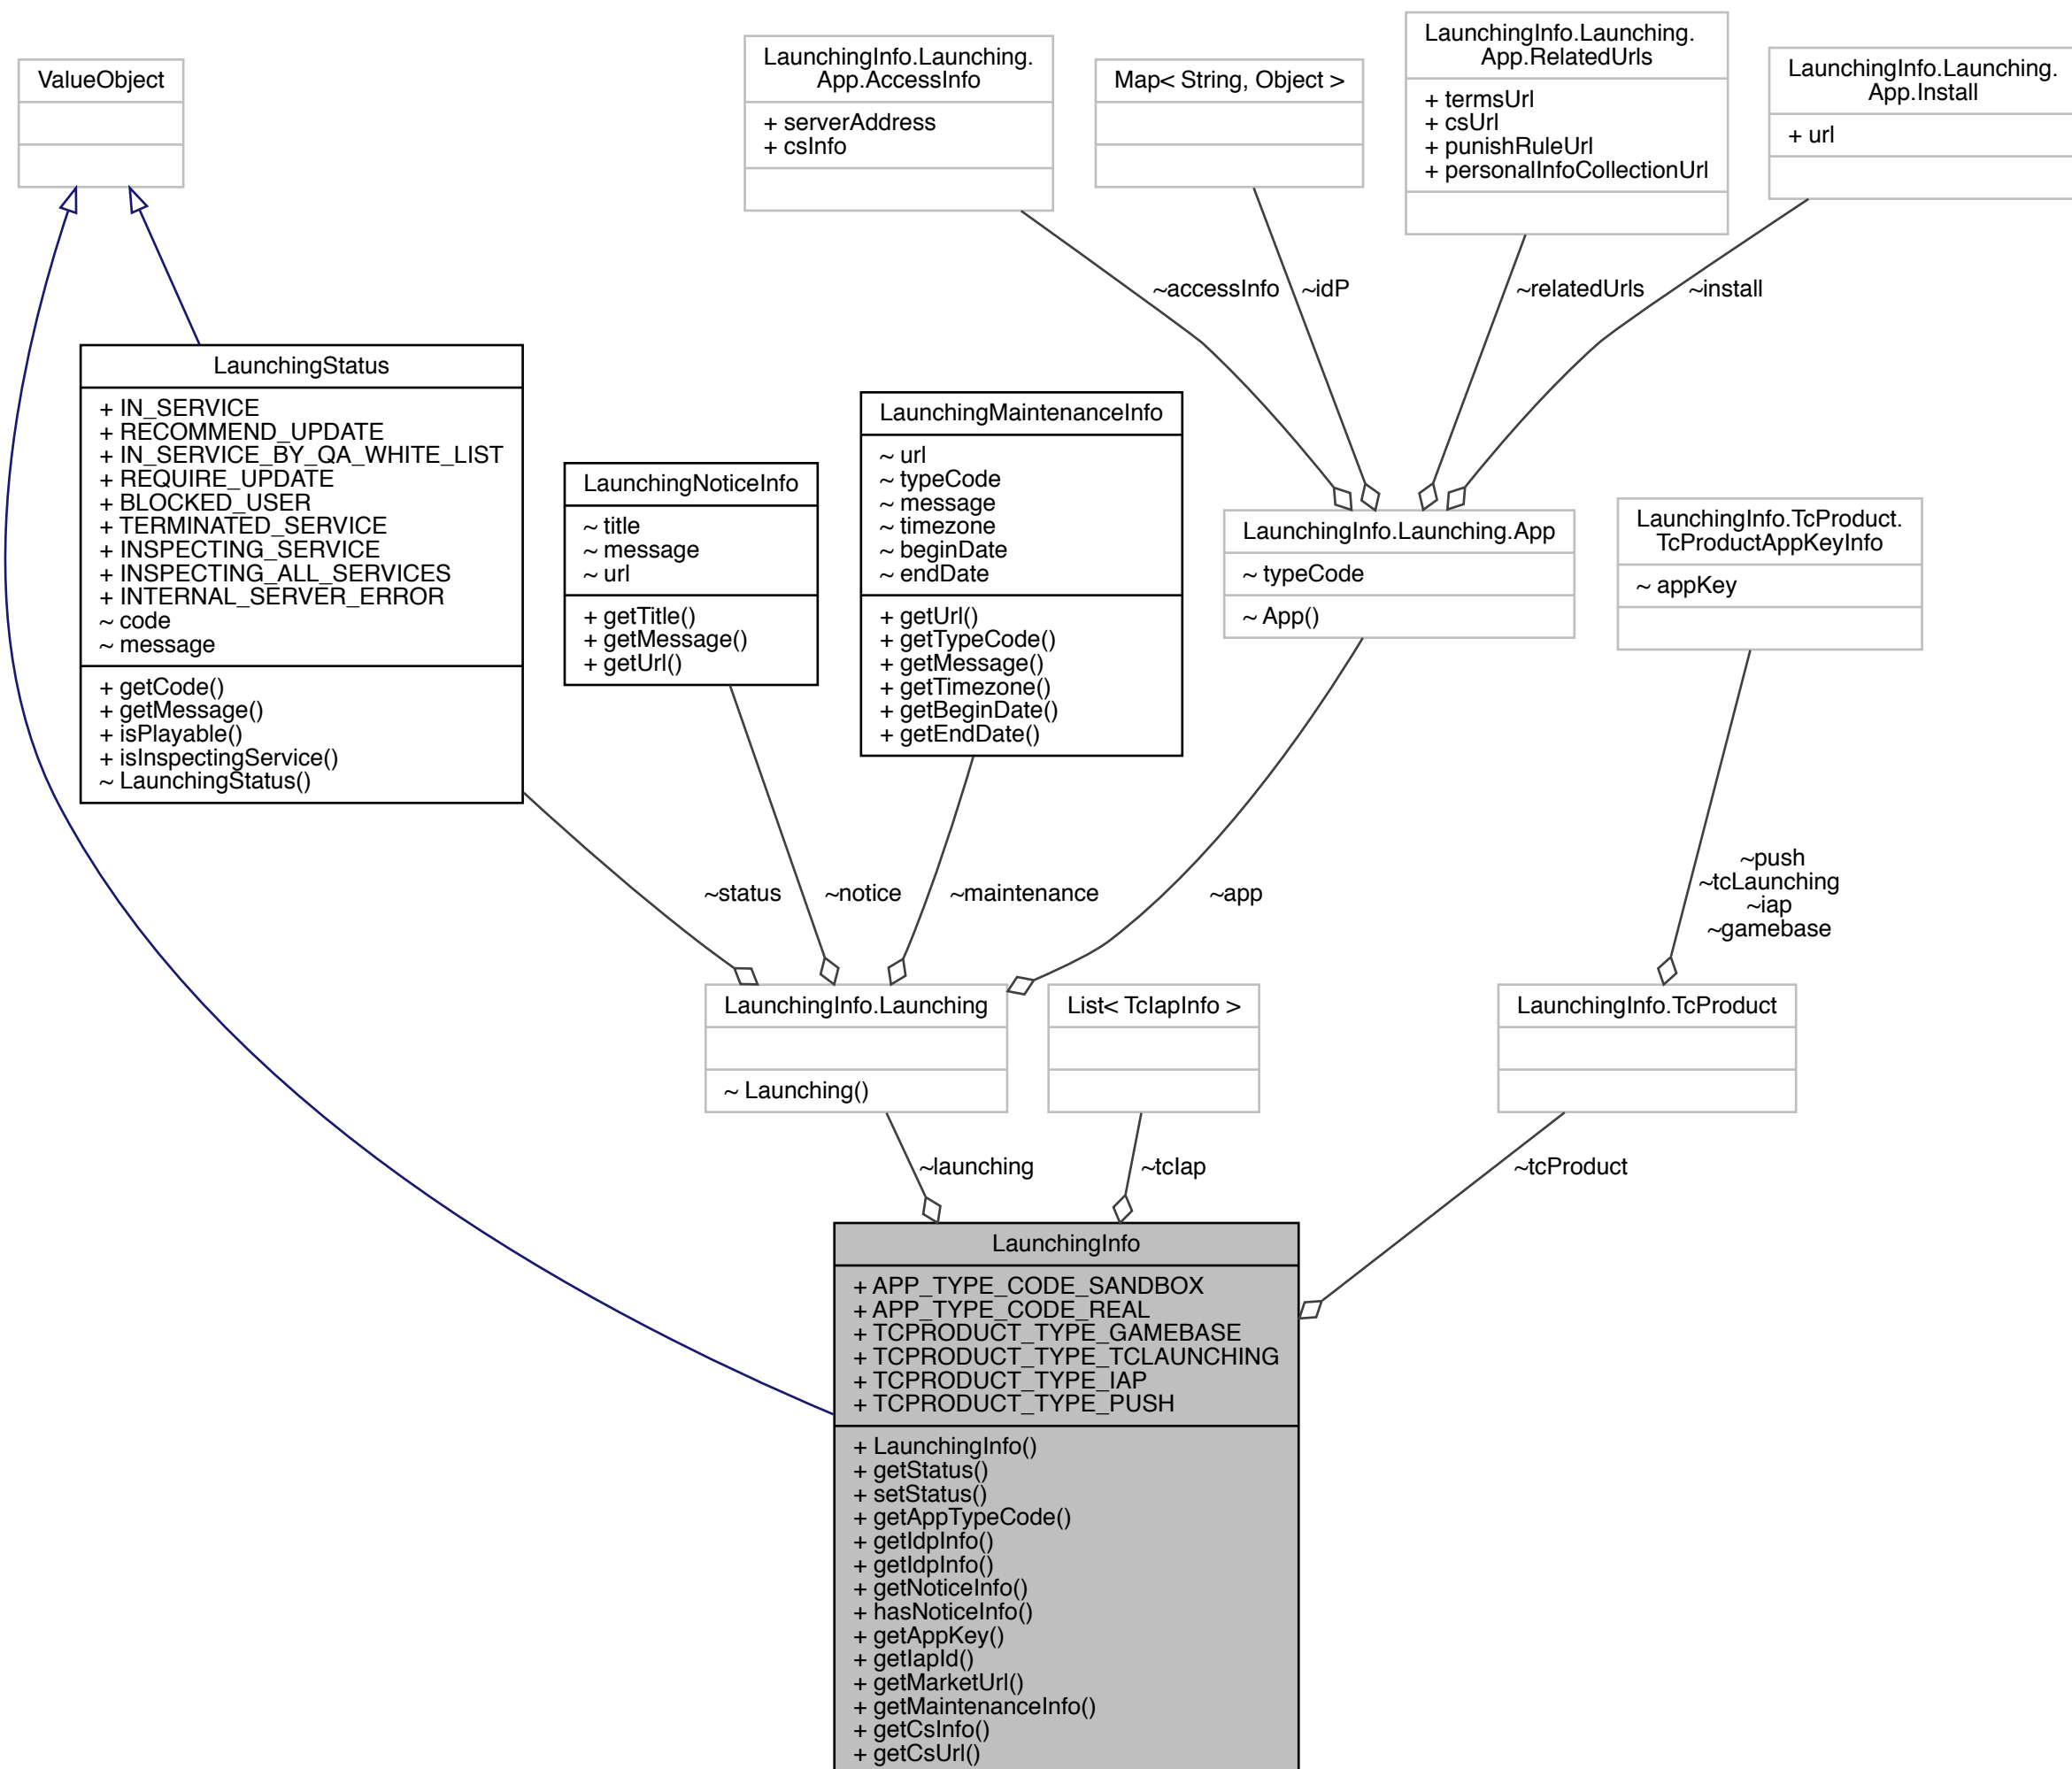 ValueObject
LaunchingInfo.Launching.
App.AccessInfo
+ serverAddress
+ csInfo
Map< String, Object >
LaunchingInfo.Launching.
App.RelatedUrls
+ termsUrl
+ csUrl
+ punishRuleUrl
+ personalInfoCollectionUrl
LaunchingInfo.Launching.
App.Install
+ url
~accessInfo
~idP
~relatedUrls
~install
LaunchingStatus
+ IN_SERVICE
+ RECOMMEND_UPDATE
+ IN_SERVICE_BY_QA_WHITE_LIST
+ REQUIRE_UPDATE
+ BLOCKED_USER
+ TERMINATED_SERVICE
+ INSPECTING_SERVICE
+ INSPECTING_ALL_SERVICES
+ INTERNAL_SERVER_ERROR
~ code
~ message
+ getCode()
+ getMessage()
+ isPlayable()
+ isInspectingService()
~ LaunchingStatus()
LaunchingNoticeInfo
~ title
~ message
~ url
+ getTitle()
+ getMessage()
+ getUrl()
LaunchingMaintenanceInfo
~ url
~ typeCode
~ message
~ timezone
~ beginDate
~ endDate
+ getUrl()
+ getTypeCode()
+ getMessage()
+ getTimezone()
+ getBeginDate()
+ getEndDate()
LaunchingInfo.Launching.App
~ typeCode
~ App()
LaunchingInfo.TcProduct.
TcProductAppKeyInfo
~ appKey
~status
~notice
~maintenance
~app
~push
~tcLaunching
~iap
~gamebase
LaunchingInfo.Launching
~ Launching()
List< TcIapInfo >
LaunchingInfo.TcProduct
~launching
~tcIap
~tcProduct
LaunchingInfo
+ APP_TYPE_CODE_SANDBOX
+ APP_TYPE_CODE_REAL
+ TCPRODUCT_TYPE_GAMEBASE
+ TCPRODUCT_TYPE_TCLAUNCHING
+ TCPRODUCT_TYPE_IAP
+ TCPRODUCT_TYPE_PUSH
+ LaunchingInfo()
+ getStatus()
+ setStatus()
+ getAppTypeCode()
+ getIdpInfo()
+ getIdpInfo()
+ getNoticeInfo()
+ hasNoticeInfo()
+ getAppKey()
+ getIapId()
+ getMarketUrl()
+ getMaintenanceInfo()
+ getCsInfo()
+ getCsUrl()